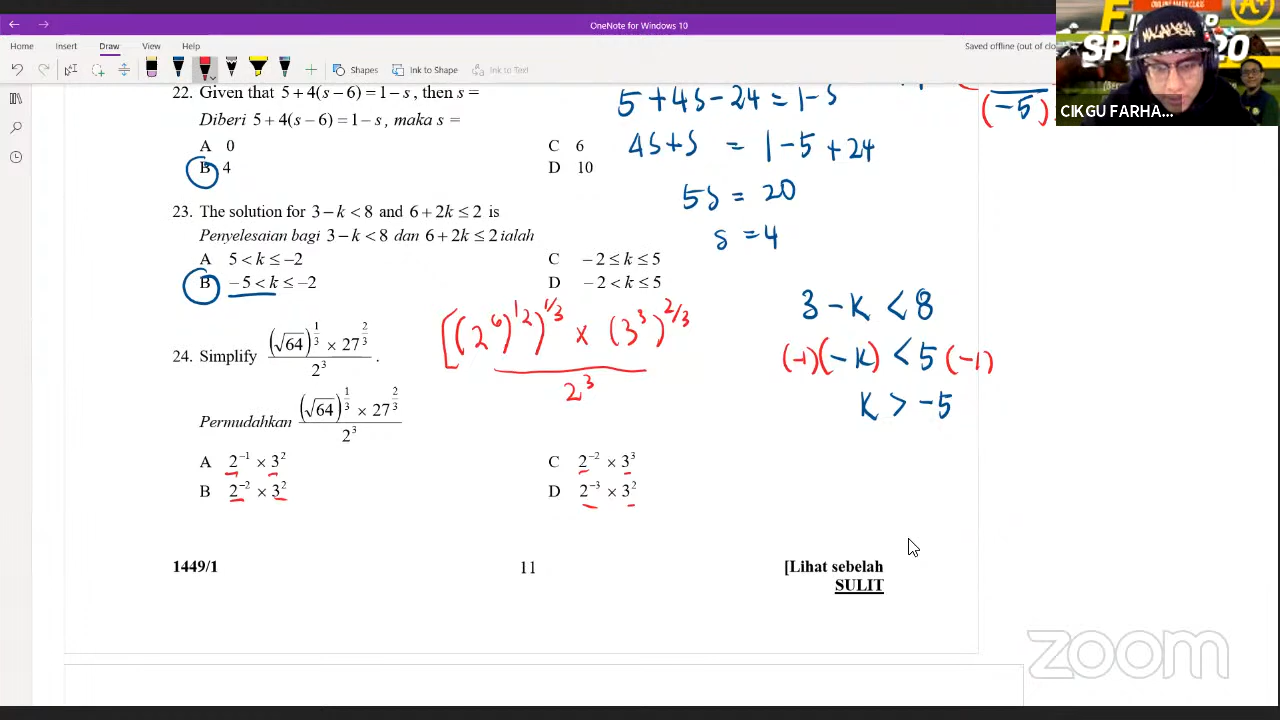 OneNote for Windows 10
Home Insert Draw View Help
Saved offline (out of
Shapes Ink to Shape Ink to Text
ONLINE MATH CLASS
A+
MALAYSIA
CIKGU FARHA...
22. Given that 5 + 4(s − 6) = 1 − s, then s =
Diberi 5 + 4(s − 6) = 1 − s, maka s =
A 0
C 6
B 4
D 10
5 + 4s − 24 = 1 − s
4s + s = 1 − 5 + 24
5s = 20
s = 4
(−5)
23. The solution for 3 − k < 8 and 6 + 2k ≤ 2 is
Penyelesaian bagi 3 − k < 8 dan 6 + 2k ≤ 2 ialah
A 5 < k ≤ −2
C −2 ≤ k ≤ 5
B −5 < k ≤ −2
D −2 < k ≤ 5
3 − k < 8
(−1)(−k) < 5 (−1)
k > −5
24. Simplify (√64)^(1/3) × 27^(2/3) / 2^3 .
Permudahkan (√64)^(1/3) × 27^(2/3) / 2^3
[((2^6)^(1/2))^(1/3) × (3^3)^(2/3)
2^3
A 2^−1 × 3^2
C 2^−2 × 3^3
B 2^−2 × 3^2
D 2^−3 × 3^2
1449/1
11
[Lihat sebelah
SULIT
zoom